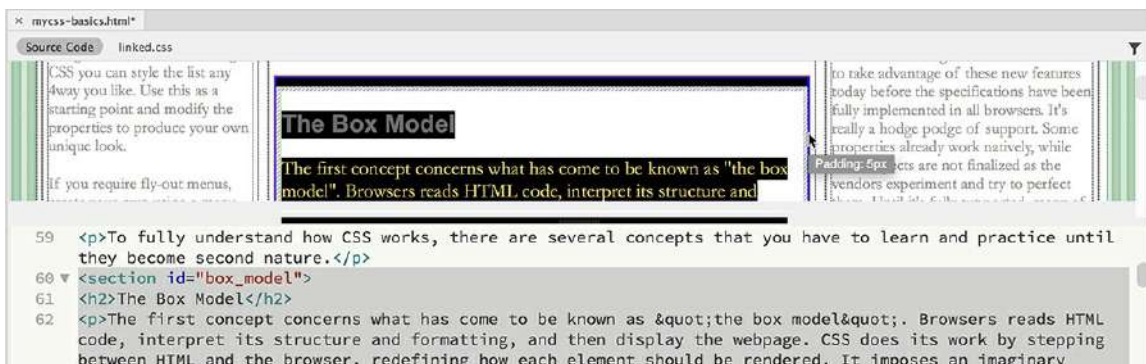 × mycss-basics.html*
Source Code linked.css
CSS you can style the list any
4way you like. Use this as a
starting point and modify the
properties to produce your own
unique look.
If you require fly-out menus,
The Box Model
The first concept concerns what has come to be known as "the box
model". Browsers reads HTML code, interpret its structure and
to take advantage of these new features
today before the specifications have been
fully implemented in all browsers. It's
really a hodge podge of support. Some
properties already work natively, while
ects are not finalized as the
vendors experiment and try to perfect
Padding: 5px
59 <p>To fully understand how CSS works, there are several concepts that you have to learn and practice until
they become second nature.</p>
60 ▼ <section id="box_model">
61 <h2>The Box Model</h2>
62 <p>The first concept concerns what has come to be known as &quot;the box model&quot;. Browsers reads HTML
code, interpret its structure and formatting, and then display the webpage. CSS does its work by stepping
between HTML and the browser, redefining how each element should be rendered. It imposes an imaginary